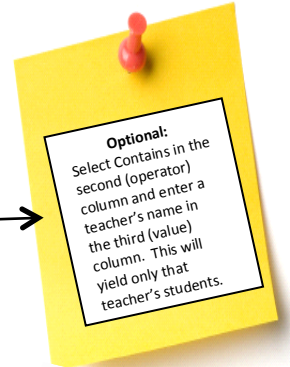 Optional:
Select Contains in the
second (operator)
column and enter a
teacher's name in
the third (value)
column.  This will
yield only that
teacher's students.